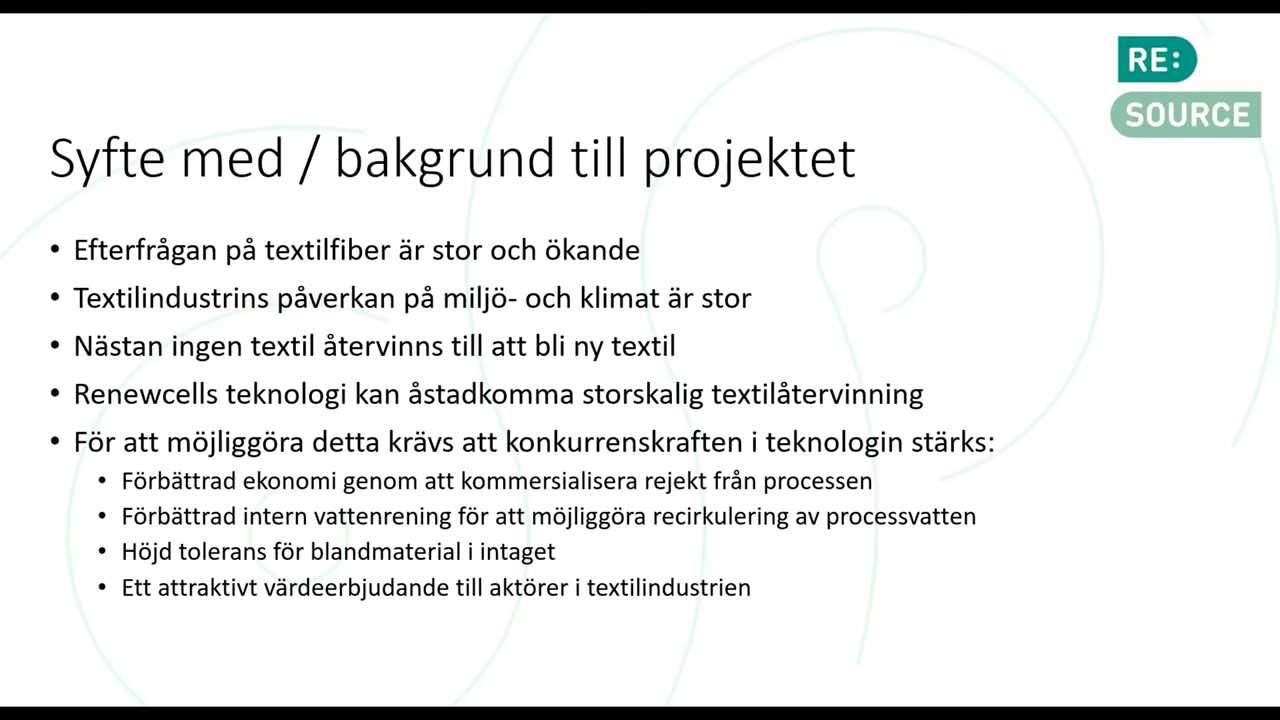 RE:
SOURCE
Syfte med / bakgrund till projektet
• Efterfrågan på textilfiber är stor och ökande
• Textilindustrins påverkan på miljö- och klimat är stor
• Nästan ingen textil återvinns till att bli ny textil
• Renewcells teknologi kan åstadkomma storskalig textilåtervinning
• För att möjliggöra detta krävs att konkurrenskraften i teknologin stärks:
• Förbättrad ekonomi genom att kommersialisera rejekt från processen
• Förbättrad intern vattenrening för att möjliggöra recirkulering av processvatten
• Höjd tolerans för blandmaterial i intaget
• Ett attraktivt värdeerbjudande till aktörer i textilindustrien